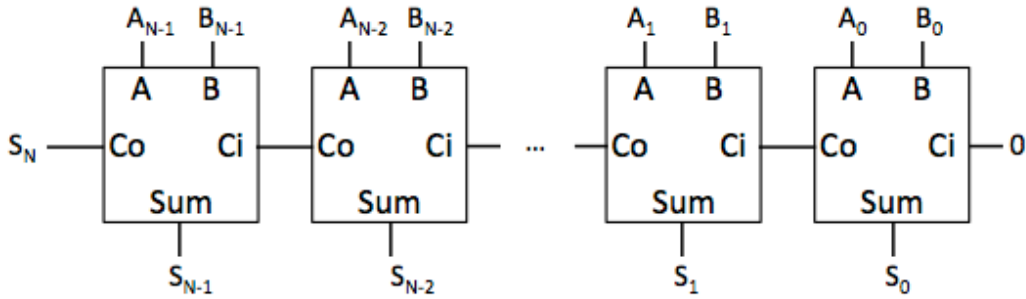 A_{N-1} B_{N-1} A_{N-2} B_{N-2} A_1 B_1 A_0 B_0
A B A B A B A B
S_N Co Ci Co Ci ... Co Ci Co Ci 0
Sum Sum Sum Sum
S_{N-1} S_{N-2} S_1 S_0